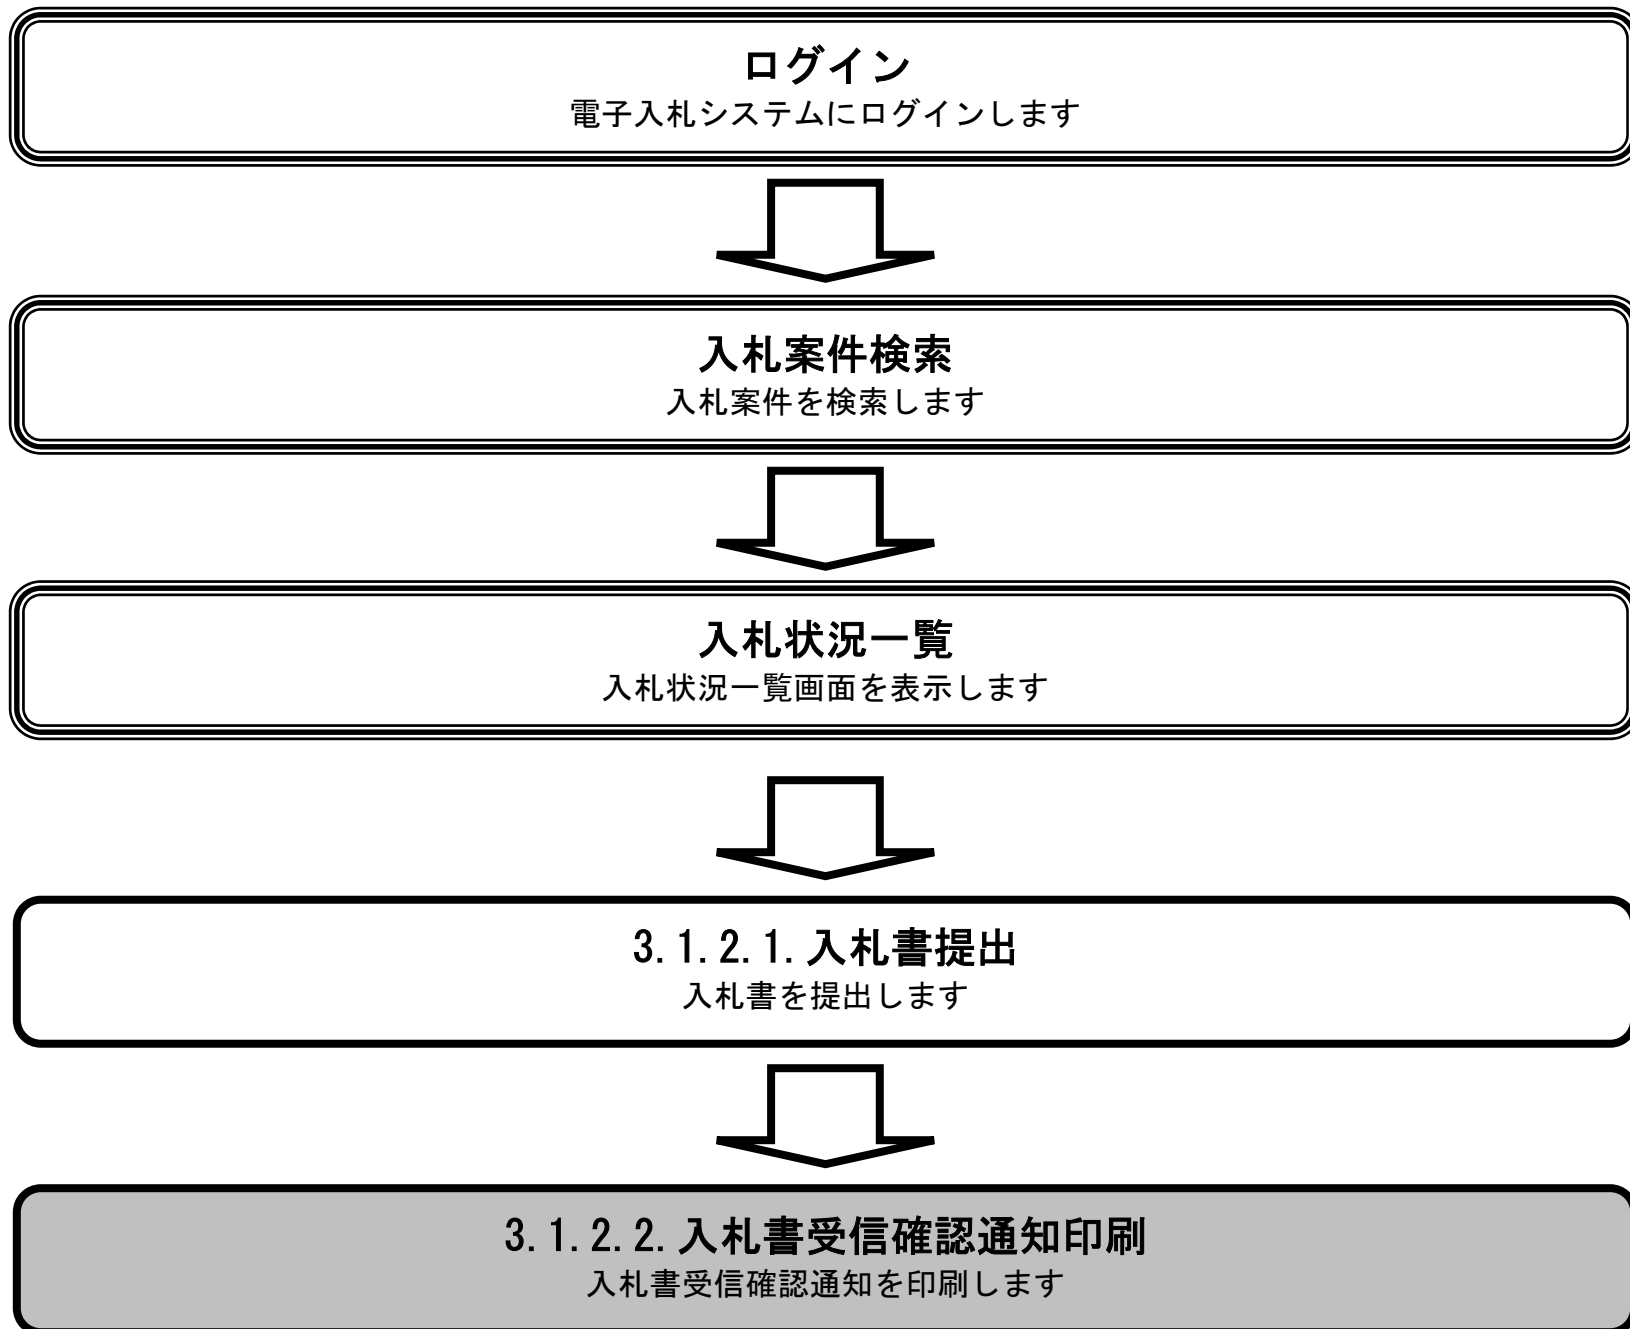 ログイン
電子入札システムにログインします
入札案件検索
入札案件を検索します
入札状況一覧
入札状況一覧画面を表示します
3.1.2.1.入札書提出
入札書を提出します
3.1.2.2.入札書受信確認通知印刷
入札書受信確認通知を印刷します